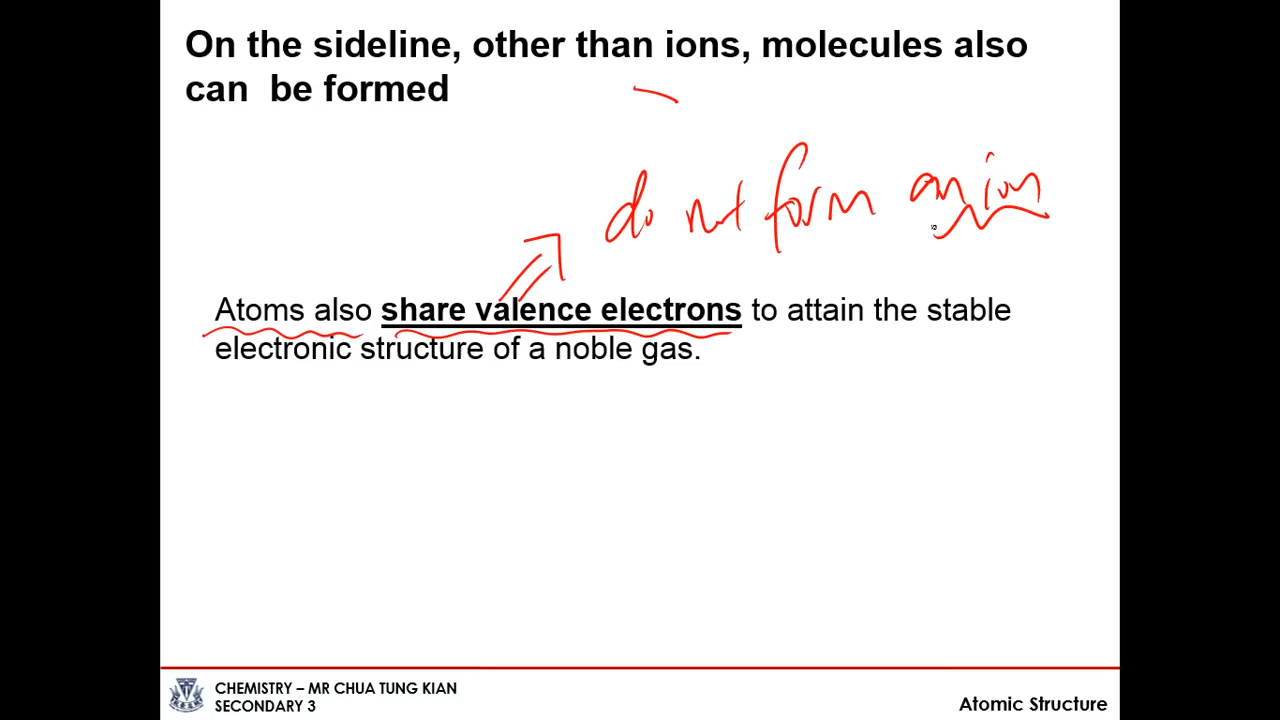 On the sideline, other than ions, molecules also
can be formed
do not form an ion
Atoms also share valence electrons to attain the stable
electronic structure of a noble gas.
CHEMISTRY – MR CHUA TUNG KIAN
SECONDARY 3
Atomic Structure